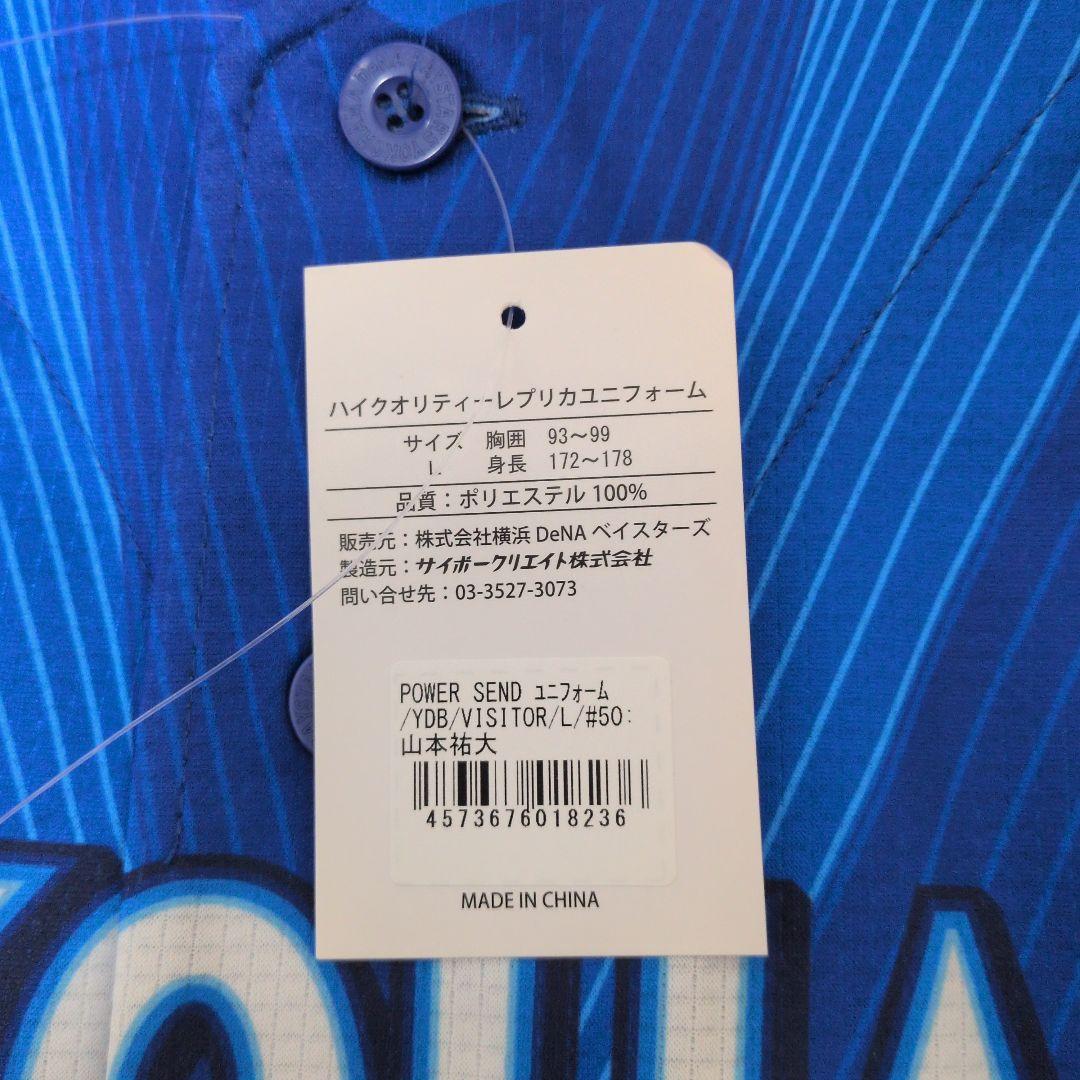 ハイクオリティーレプリカユニフォーム
サイズ 胸囲 93～99
L 身長 172～178
品質：ポリエステル 100%
販売元：株式会社横浜 DeNA ベイスターズ
製造元：サイボークリエイト株式会社
問い合せ先：03-3527-3073
POWER SEND ﾕﾆﾌｫｰﾑ
/YDB/VISITOR/L/#50:
山本祐大
4573676018236
MADE IN CHINA